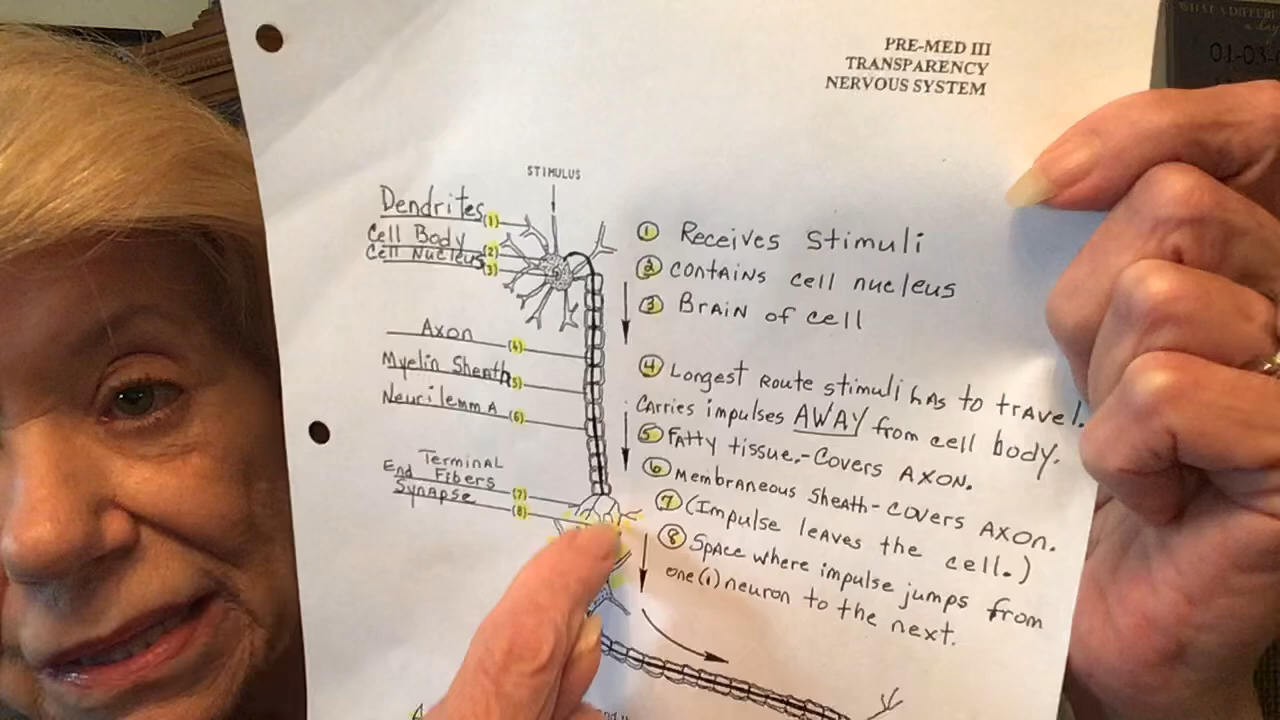 WHAT A DIFFERE
01-03-
PRE-MED III
TRANSPARENCY
NERVOUS SYSTEM
STIMULUS
Dendrites (1)
Cell Body (2)
Cell Nucleus (3)
Axon (4)
Myelin Sheath (5)
Neurilemma (6)
Terminal
End Fibers (7)
Synapse (8)
1 Receives Stimuli
2 contains cell nucleus
3 Brain of cell
4 Longest Route stimuli has to travel.
Carries impulses AWAY from cell body.
5 Fatty tissue.-Covers Axon.
6 Membraneous Sheath-covers Axon.
7 (Impulse leaves the cell.)
8 Space where impulse jumps from
one (1) neuron to the next.